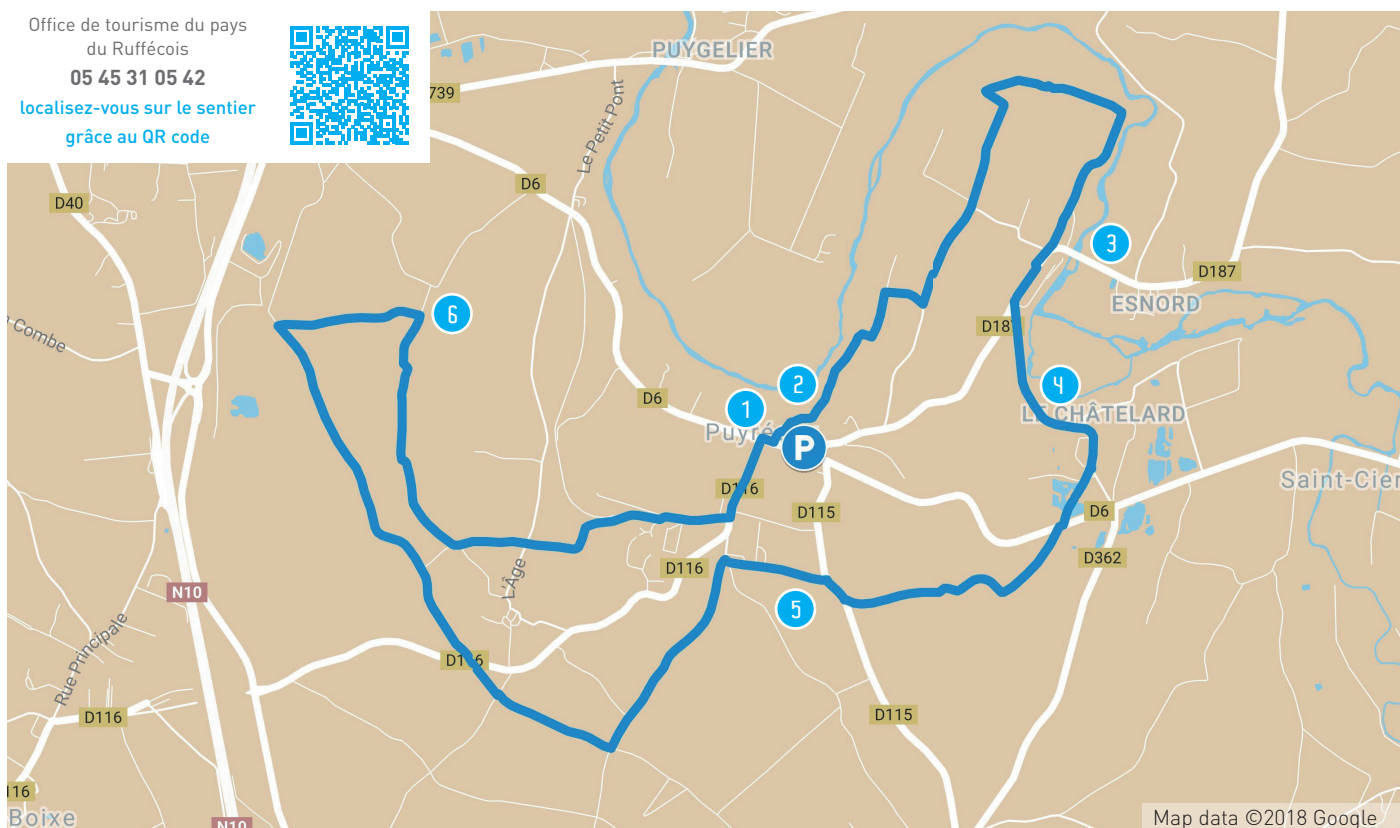 Office de tourisme du pays
du Ruffécois
05 45 31 05 42
localisez-vous sur le sentier
grâce au QR code
739
PUYGELIER
Le Petit Pont
D6
D40
3
D187
ESNORD
6
Combe
D187
2
4
D6
1
LE CHÂTELARD
P
Saint-Cier
D116
D115
D6
D362
D116
L'Âge
N10
5
Rue Principale
D116
D115
D116
116
Boixe
N10
Map data ©2018 Google